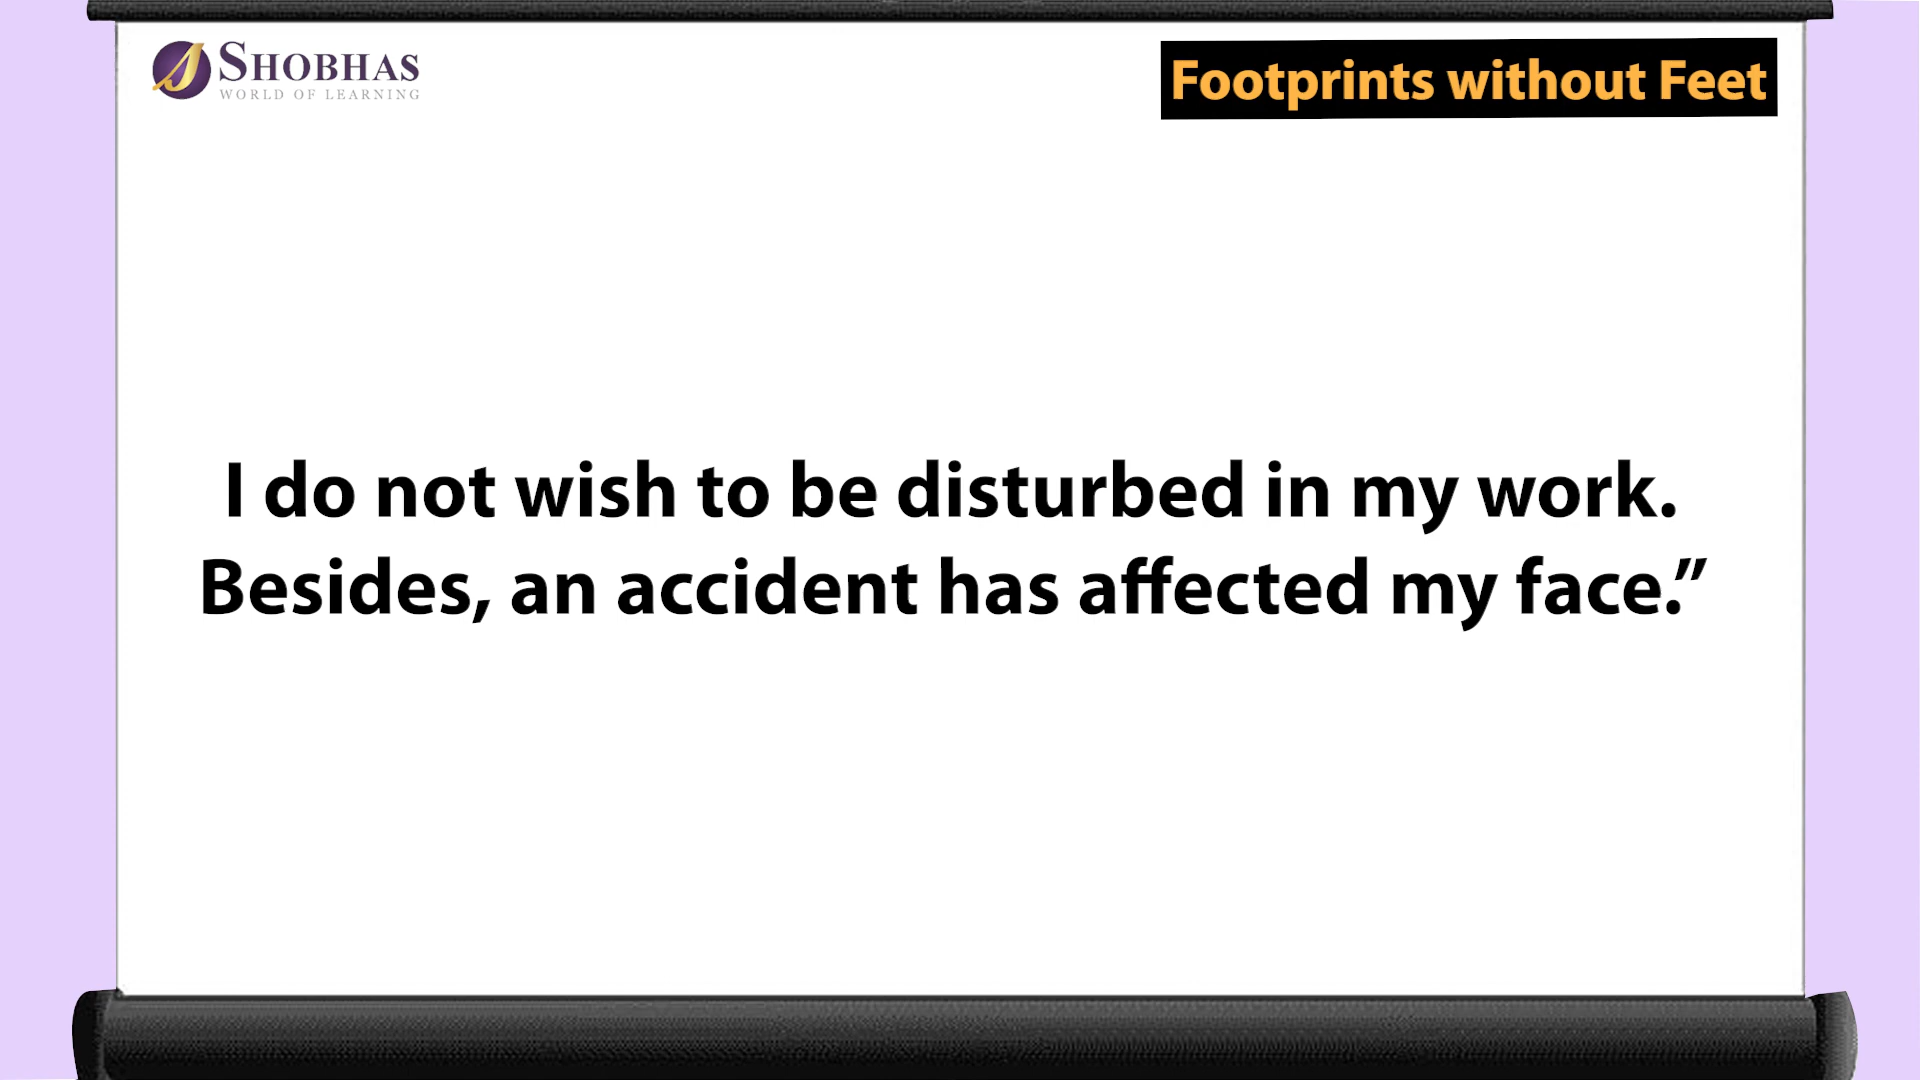 SHOBHAS
WORLD OF LEARNING
Footprints without Feet
I do not wish to be disturbed in my work.
Besides, an accident has affected my face.”